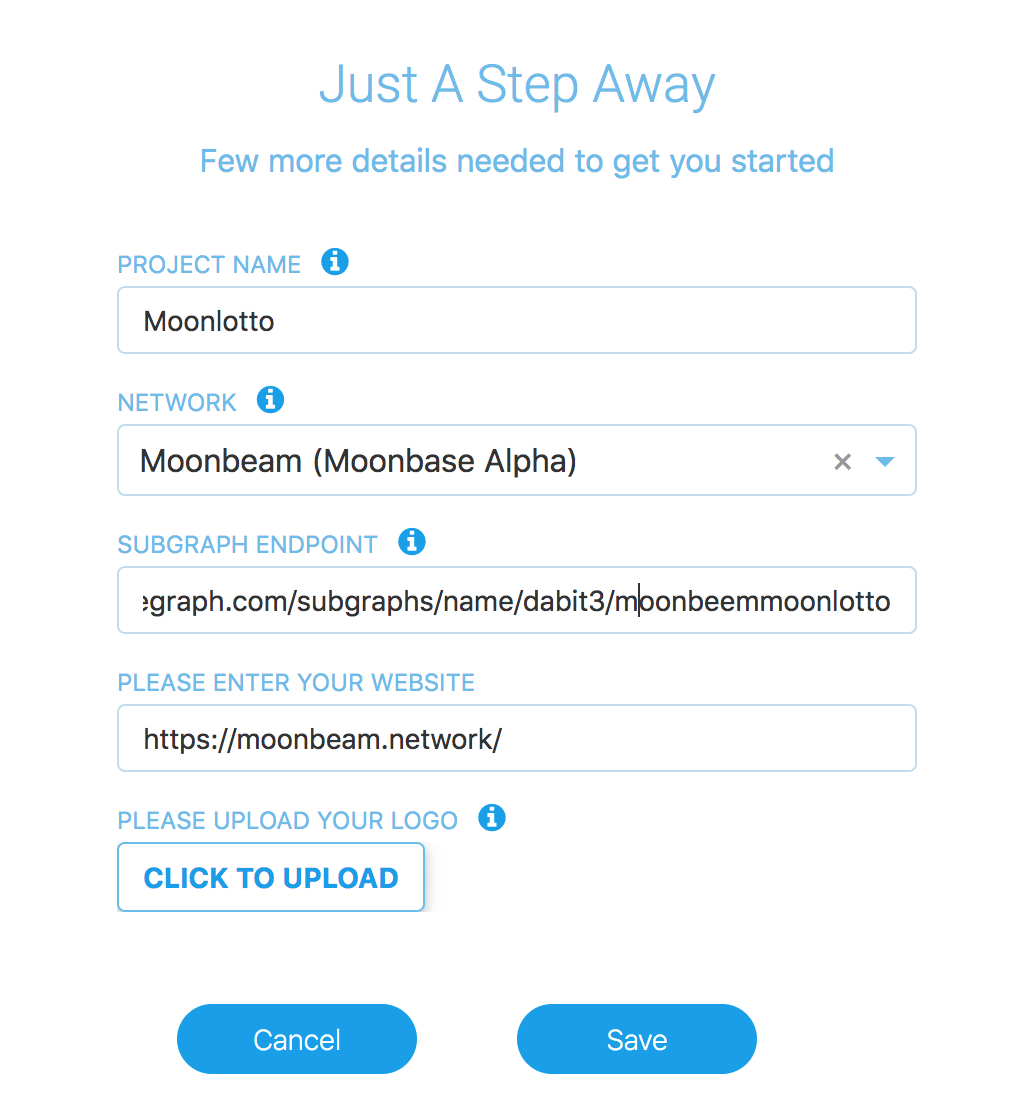 Just A Step Away
Few more details needed to get you started
PROJECT NAME
Moonlotto
NETWORK
Moonbeam (Moonbase Alpha)
SUBGRAPH ENDPOINT
egraph.com/subgraphs/name/dabit3/moonbeemmoonlotto
PLEASE ENTER YOUR WEBSITE
https://moonbeam.network/
PLEASE UPLOAD YOUR LOGO
CLICK TO UPLOAD
Cancel Save